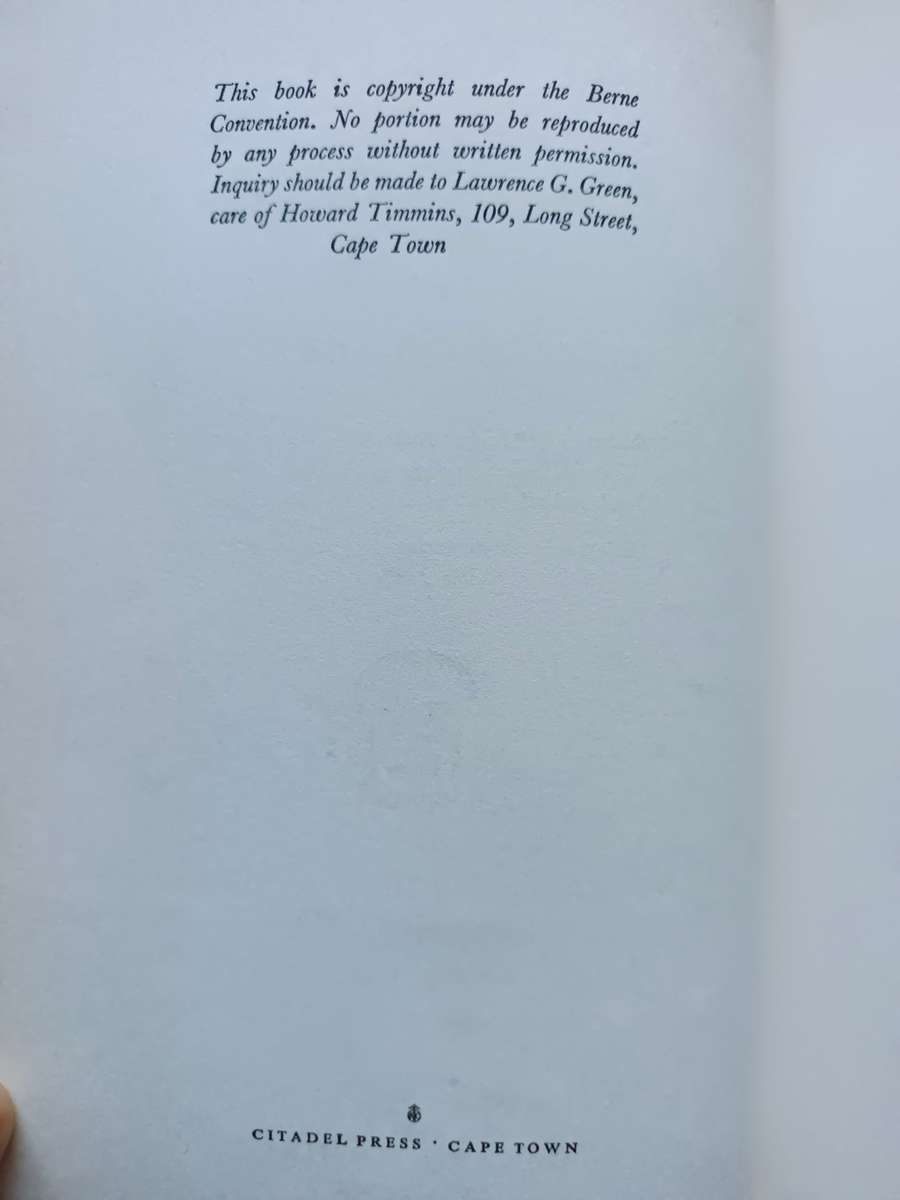 This book is copyright under the Berne
Convention. No portion may be reproduced
by any process without written permission.
Inquiry should be made to Lawrence G. Green,
care of Howard Timmins, 109, Long Street,
Cape Town
CITADEL PRESS · CAPE TOWN